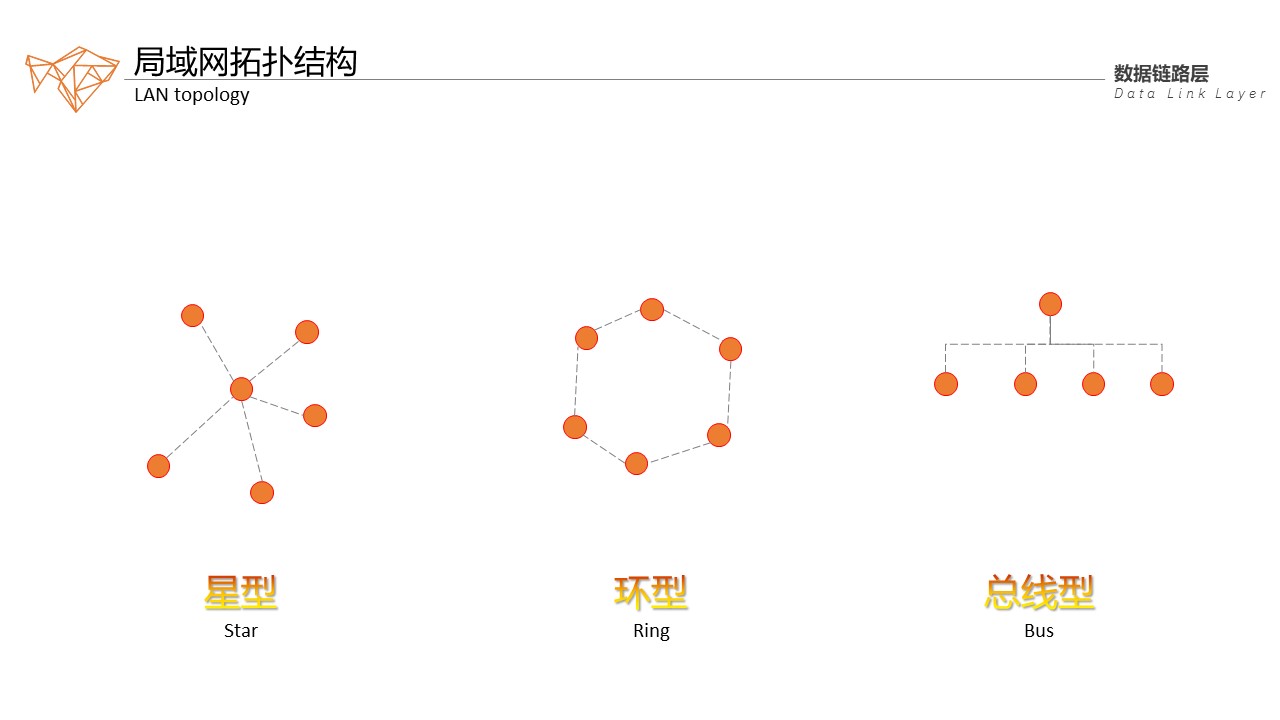 局域网拓扑结构
LAN topology
数据链路层
Data Link Layer
星型
Star
环型
Ring
总线型
Bus